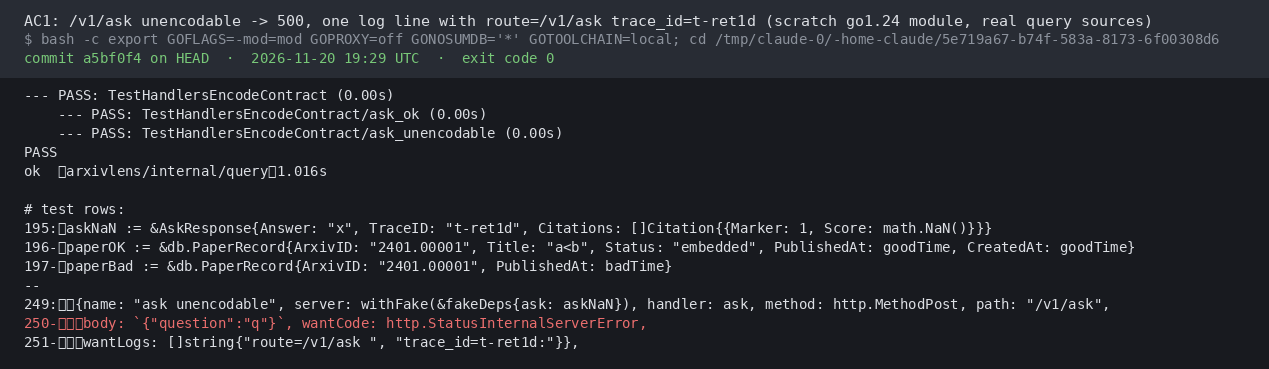 AC1: /v1/ask unencodable -> 500, one log line with route=/v1/ask trace_id=t-ret1d (scratch go1.24 module, real query sources)
$ bash -c export GOFLAGS=-mod=mod GOPROXY=off GONOSUMDB='*' GOTOOLCHAIN=local; cd /tmp/claude-0/-home-claude/5e719a67-b74f-583a-8173-6f00308d6
commit a5bf0f4 on HEAD · 2026-11-20 19:29 UTC · exit code 0
--- PASS: TestHandlersEncodeContract (0.00s)
    --- PASS: TestHandlersEncodeContract/ask_ok (0.00s)
    --- PASS: TestHandlersEncodeContract/ask_unencodable (0.00s)
PASS
ok  	arxivlens/internal/query	1.016s
# test rows:
195:	askNaN := &AskResponse{Answer: "x", TraceID: "t-ret1d", Citations: []Citation{{Marker: 1, Score: math.NaN()}}}
196-	paperOK := &db.PaperRecord{ArxivID: "2401.00001", Title: "a<b", Status: "embedded", PublishedAt: goodTime, CreatedAt: goodTime}
197-	paperBad := &db.PaperRecord{ArxivID: "2401.00001", PublishedAt: badTime}
--
249:		{name: "ask unencodable", server: withFake(&fakeDeps{ask: askNaN}), handler: ask, method: http.MethodPost, path: "/v1/ask",
250-			body: `{"question":"q"}`, wantCode: http.StatusInternalServerError,
251-			wantLogs: []string{"route=/v1/ask ", "trace_id=t-ret1d:"}},